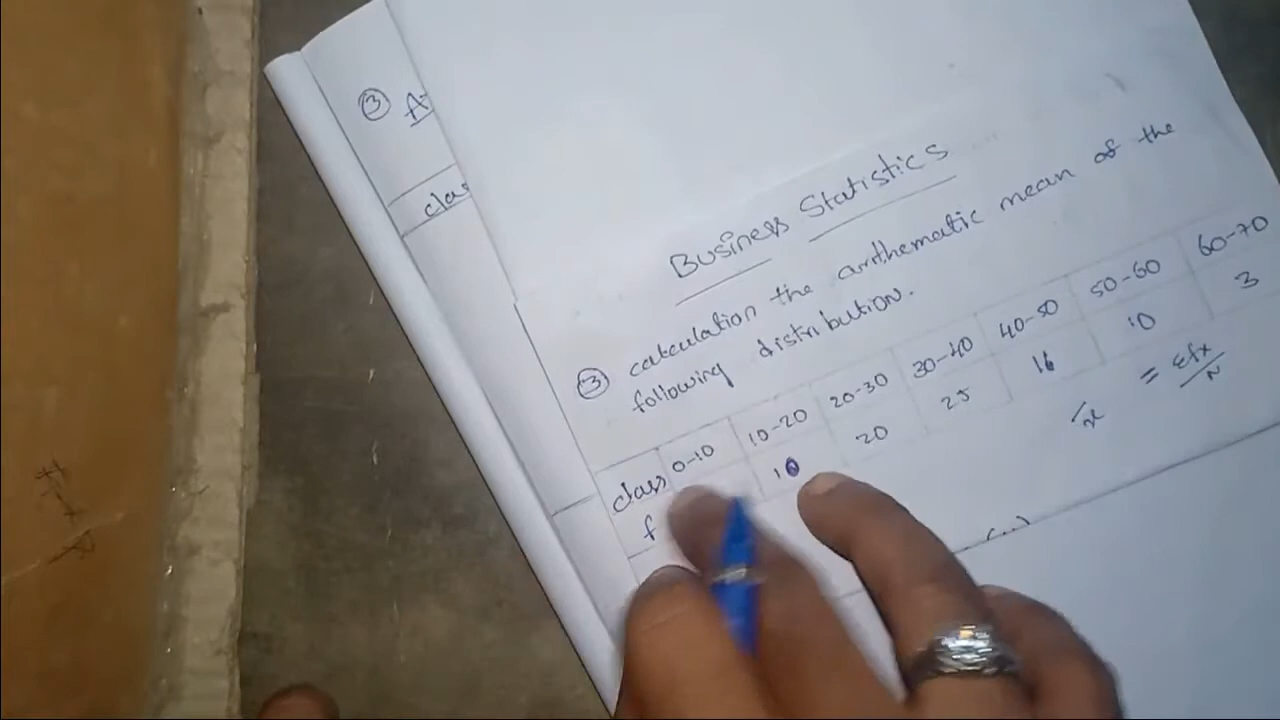 ③ A
clas
Business Statistics
③ calculation the arithematic mean of the
following distribution.
class 0-10 10-20 20-30 30-40 40-50 50-60 60-70
f 10 20 25 16 10 3
x̄ = Σfx/N